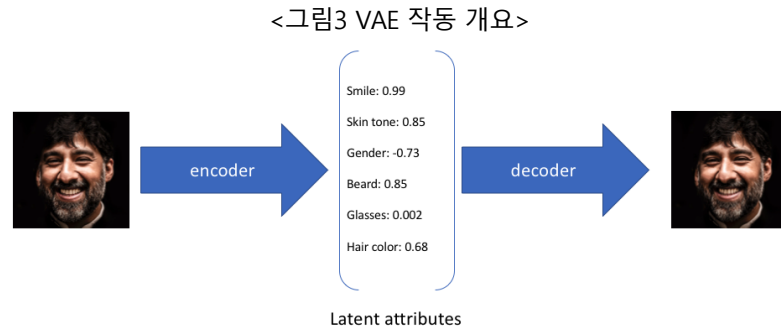 <그림3 VAE 작동 개요>
Smile: 0.99
Skin tone: 0.85
Gender: -0.73
Beard: 0.85
Glasses: 0.002
Hair color: 0.68
encoder
decoder
Latent attributes